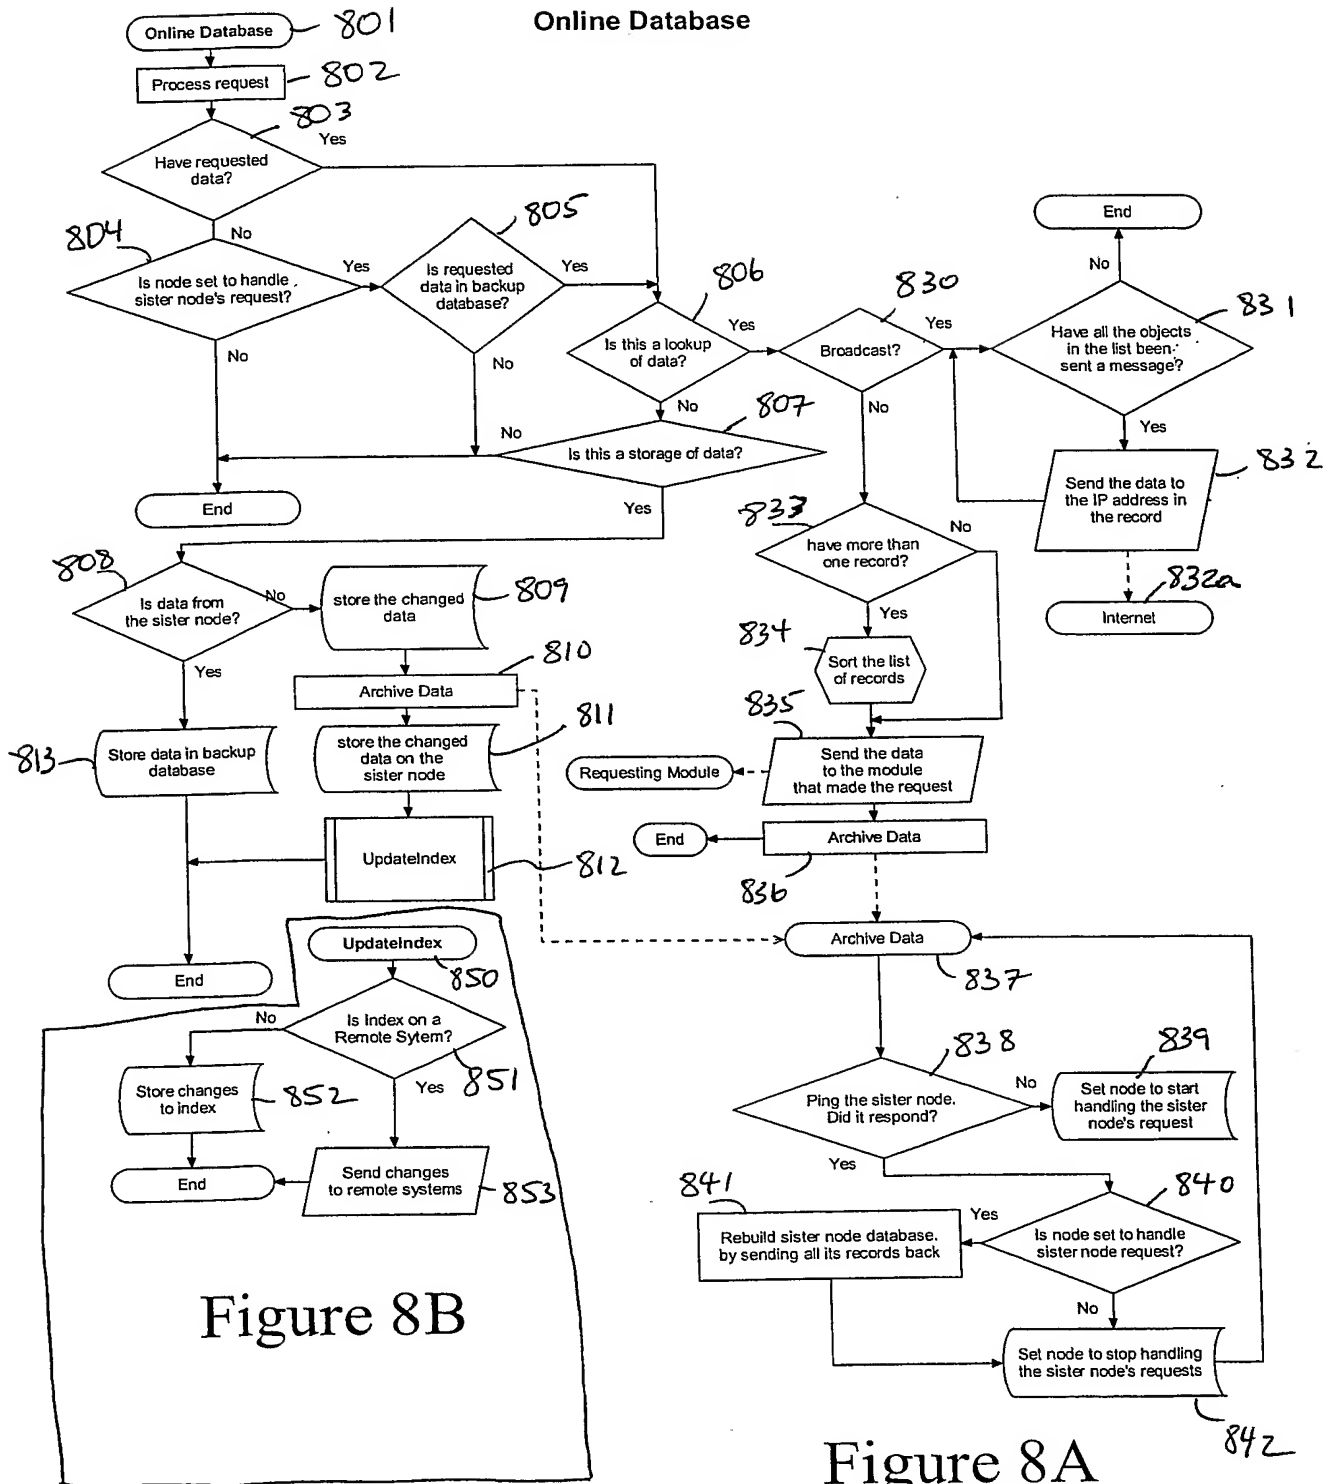 Online Database
Online Database
801
Process request
802
803
Have requested
data?
Yes
No
804
Is node set to handle
sister node's request?
Yes
No
805
Is requested
data in backup
database?
Yes
No
806
Is this a lookup
of data?
Yes
No
830
Broadcast?
Yes
No
End
No
831
Have all the objects
in the list been
sent a message?
Yes
832
Send the data to
the IP address in
the record
832a
Internet
807
Is this a storage of data?
No
Yes
End
808
Is data from
the sister node?
No
Yes
809
store the changed
data
810
Archive Data
811
store the changed
data on the
sister node
813
Store data in backup
database
UpdateIndex
812
End
833
have more than
one record?
No
Yes
834
Sort the list
of records
835
Send the data
to the module
that made the request
Requesting Module
Archive Data
End
836
Archive Data
837
838
Ping the sister node.
Did it respond?
No
Yes
839
Set node to start
handling the sister
node's request
840
Is node set to handle
sister node request?
Yes
No
841
Rebuild sister node database.
by sending all its records back
Set node to stop handling
the sister node's requests
842
UpdateIndex
850
Is Index on a
Remote Sytem?
No
Yes
851
Store changes
to index
852
End
Send changes
to remote systems
853
Figure 8B
Figure 8A